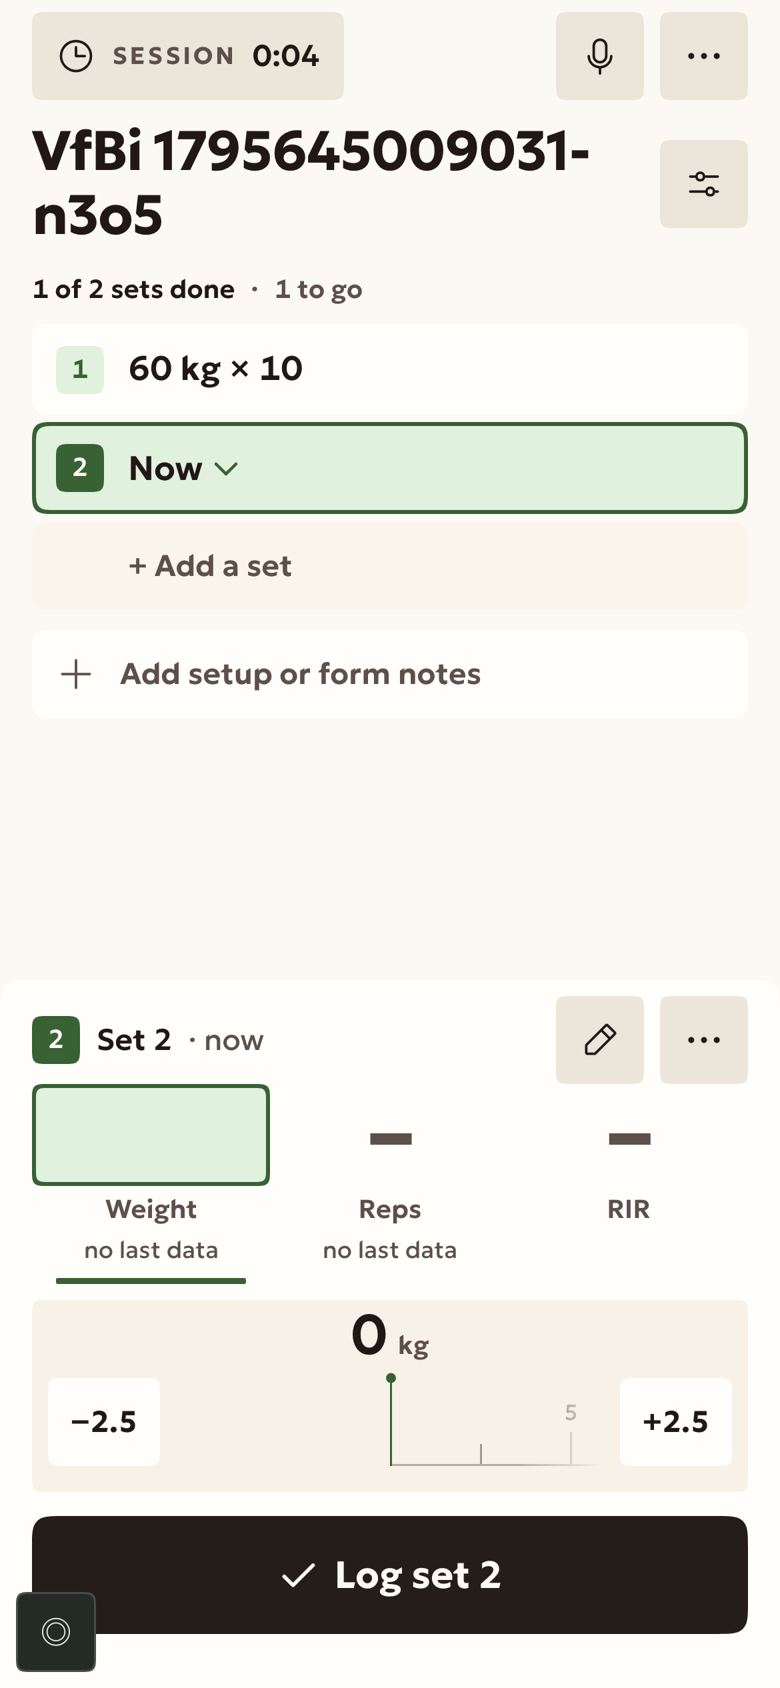 SESSION 0:04
VfBi 1795645009031-
n3o5
1 of 2 sets done · 1 to go
1 60 kg × 10
2 Now
+ Add a set
Add setup or form notes
2 Set 2 · now
Weight Reps RIR
no last data no last data
0 kg
−2.5 5 +2.5
Log set 2